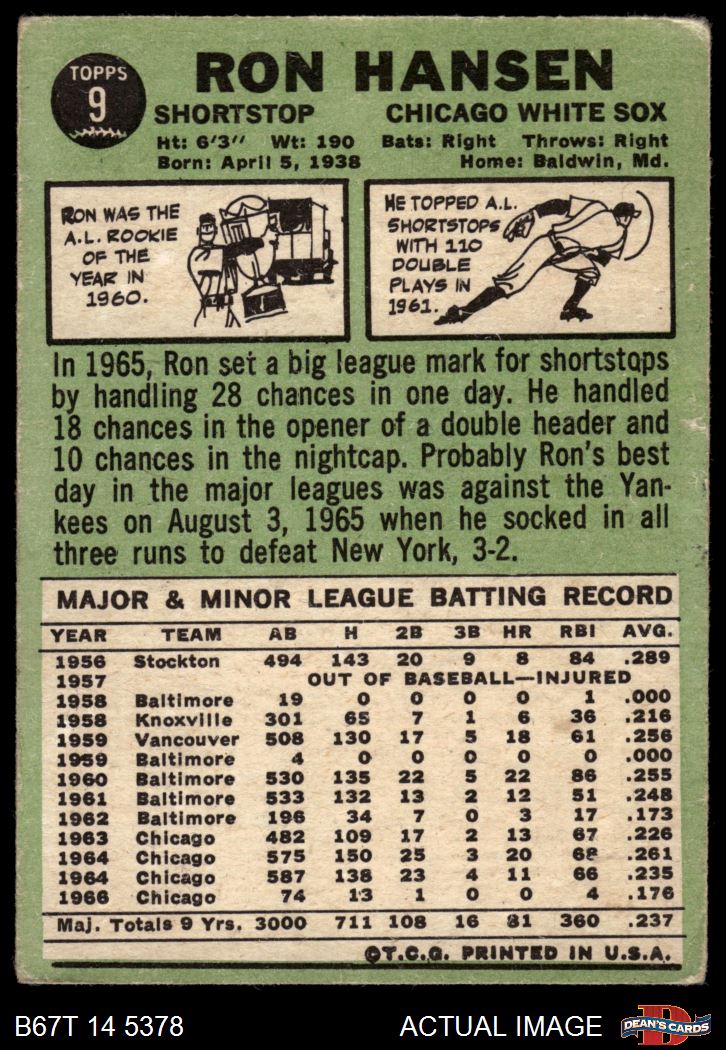 TOPPS
9
RON HANSEN
SHORTSTOP CHICAGO WHITE SOX
Ht: 6'3" Wt: 190 Bats: Right Throws: Right
Born: April 5, 1938 Home: Baldwin, Md.
RON WAS THE
A.L. ROOKIE
OF THE
YEAR IN
1960.
HE TOPPED A.L.
SHORTSTOPS
WITH 110
DOUBLE
PLAYS IN
1961.
In 1965, Ron set a big league mark for shortstops
by handling 28 chances in one day. He handled
18 chances in the opener of a double header and
10 chances in the nightcap. Probably Ron's best
day in the major leagues was against the Yan-
kees on August 3, 1965 when he socked in all
three runs to defeat New York, 3-2.
MAJOR & MINOR LEAGUE BATTING RECORD
YEAR TEAM AB H 2B 3B HR RBI AVG.
1956 Stockton 494 143 20 9 8 84 .289
1957 OUT OF BASEBALL—INJURED
1958 Baltimore 19 0 0 0 0 1 .000
1958 Knoxville 301 65 7 1 6 36 .216
1959 Vancouver 508 130 17 5 18 61 .256
1959 Baltimore 4 0 0 0 0 0 .000
1960 Baltimore 530 135 22 5 22 86 .255
1961 Baltimore 533 132 13 2 12 51 .248
1962 Baltimore 196 34 7 0 3 17 .173
1963 Chicago 482 109 17 2 13 67 .226
1964 Chicago 575 150 25 3 20 68 .261
1964 Chicago 587 138 23 4 11 66 .235
1966 Chicago 74 13 1 0 0 4 .176
Maj. Totals 9 Yrs. 3000 711 108 16 81 360 .237
©T.C.G. PRINTED IN U.S.A.
B67T 14 5378 ACTUAL IMAGE
D
DEAN'S CARDS